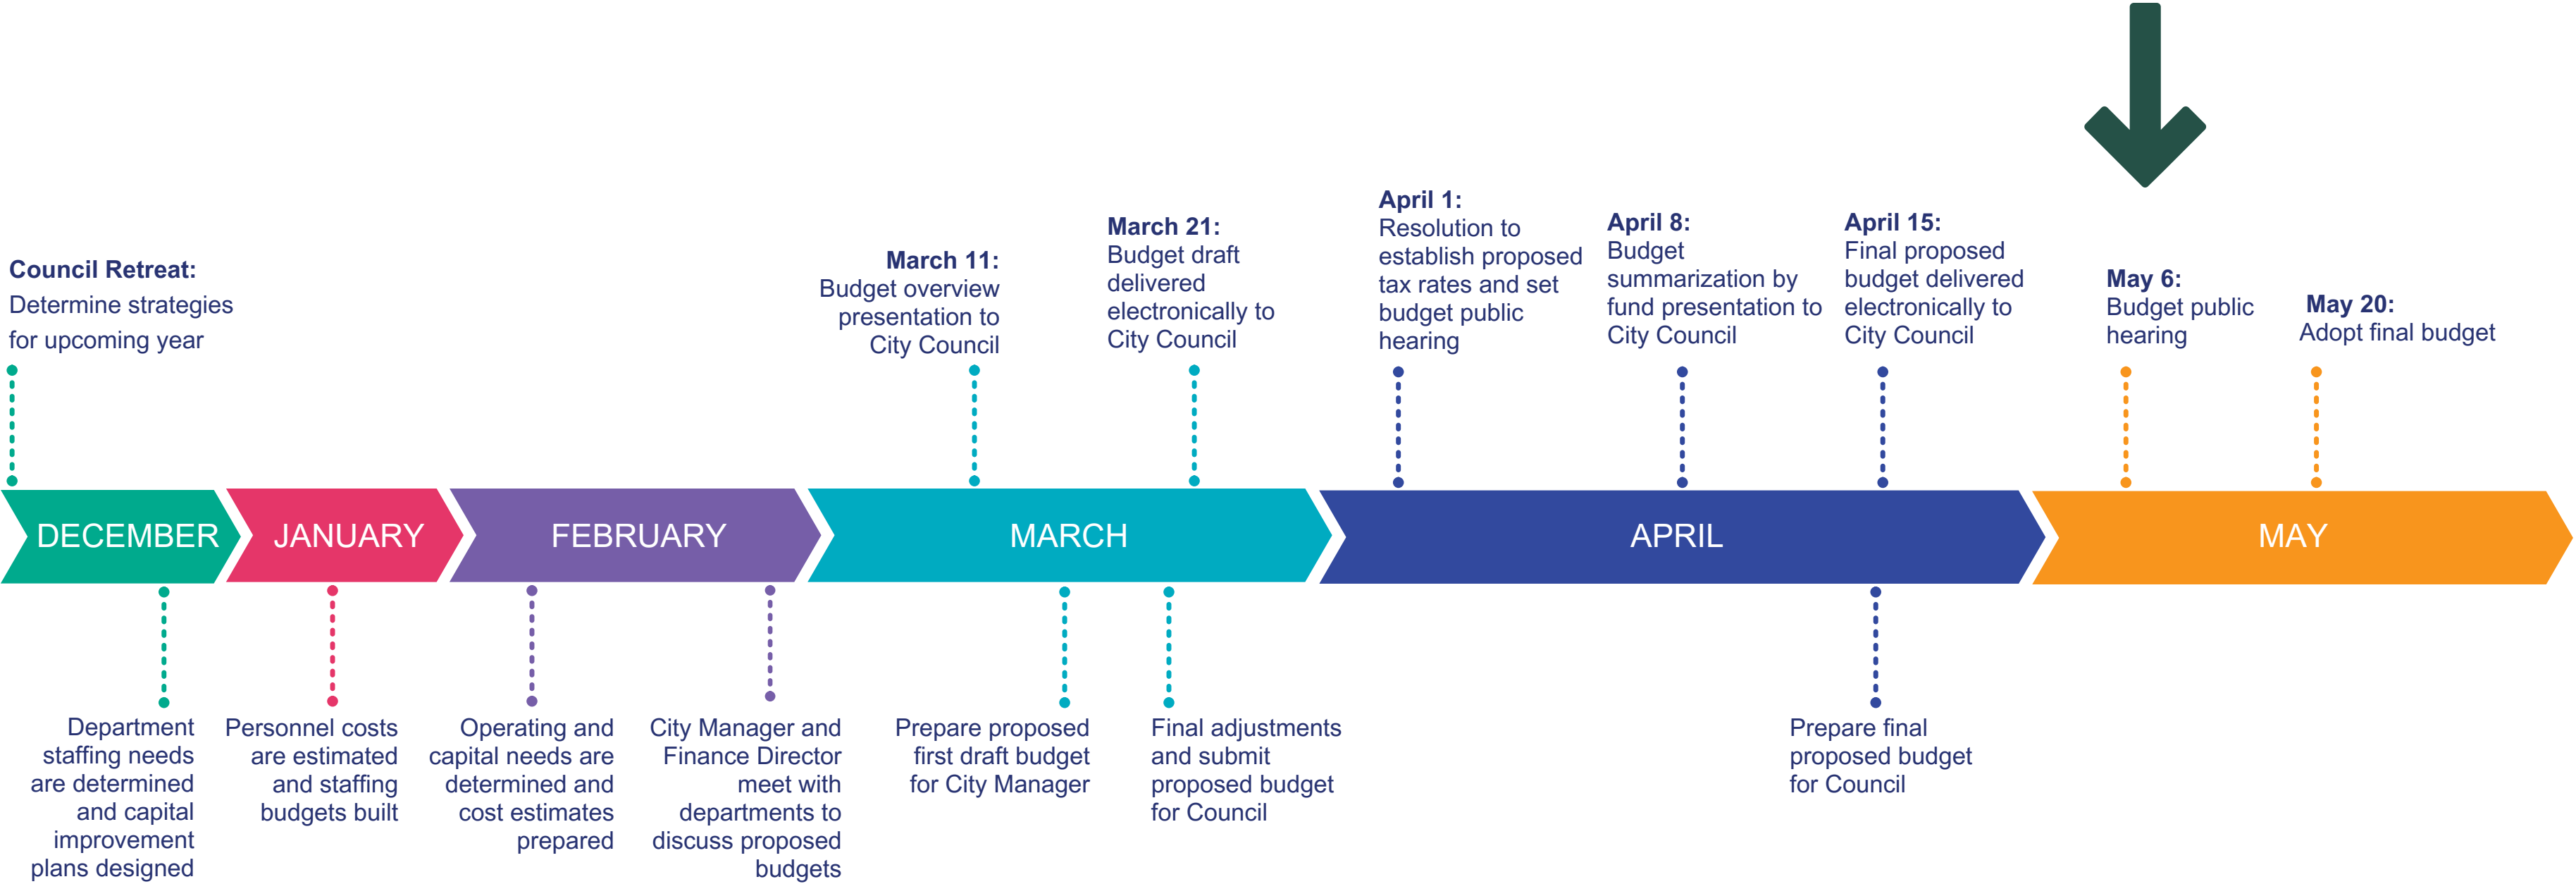 Council Retreat:
Determine strategies
for upcoming year
March 11:
Budget overview
presentation to
City Council
March 21:
Budget draft
delivered
electronically to
City Council
April 1:
Resolution to
establish proposed
tax rates and set
budget public
hearing
April 8:
Budget
summarization by
fund presentation to
City Council
April 15:
Final proposed
budget delivered
electronically to
City Council
May 6:
Budget public
hearing
May 20:
Adopt final budget
DECEMBER
JANUARY
FEBRUARY
MARCH
APRIL
MAY
Department
staffing needs
are determined
and capital
improvement
plans designed
Personnel costs
are estimated
and staffing
budgets built
Operating and
capital needs are
determined and
cost estimates
prepared
City Manager and
Finance Director
meet with
departments to
discuss proposed
budgets
Prepare proposed
first draft budget
for City Manager
Final adjustments
and submit
proposed budget
for Council
Prepare final
proposed budget
for Council